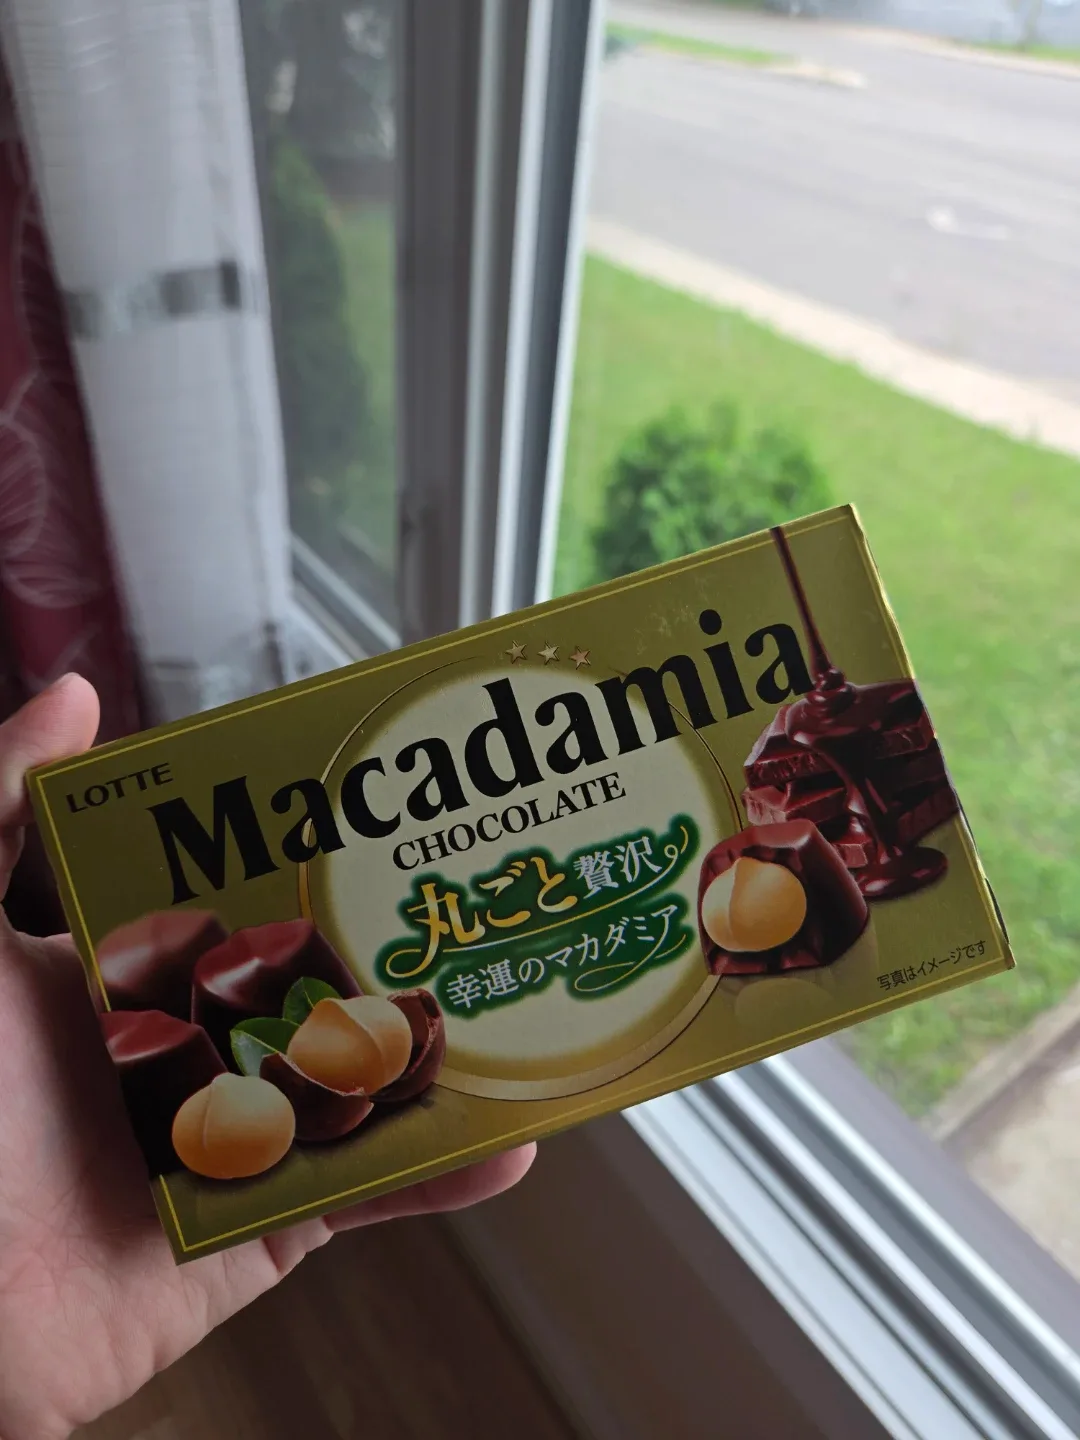 LOTTE
Macadamia
CHOCOLATE
丸ごと贅沢
幸運のマカダミア
写真はイメージです